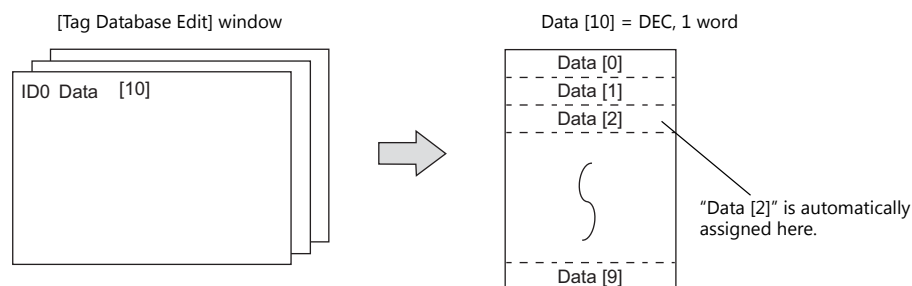 [Tag Database Edit] window
ID0 Data [10]
Data [10] = DEC, 1 word
Data [0]
Data [1]
Data [2]
"Data [2]" is automatically
assigned here.
Data [9]